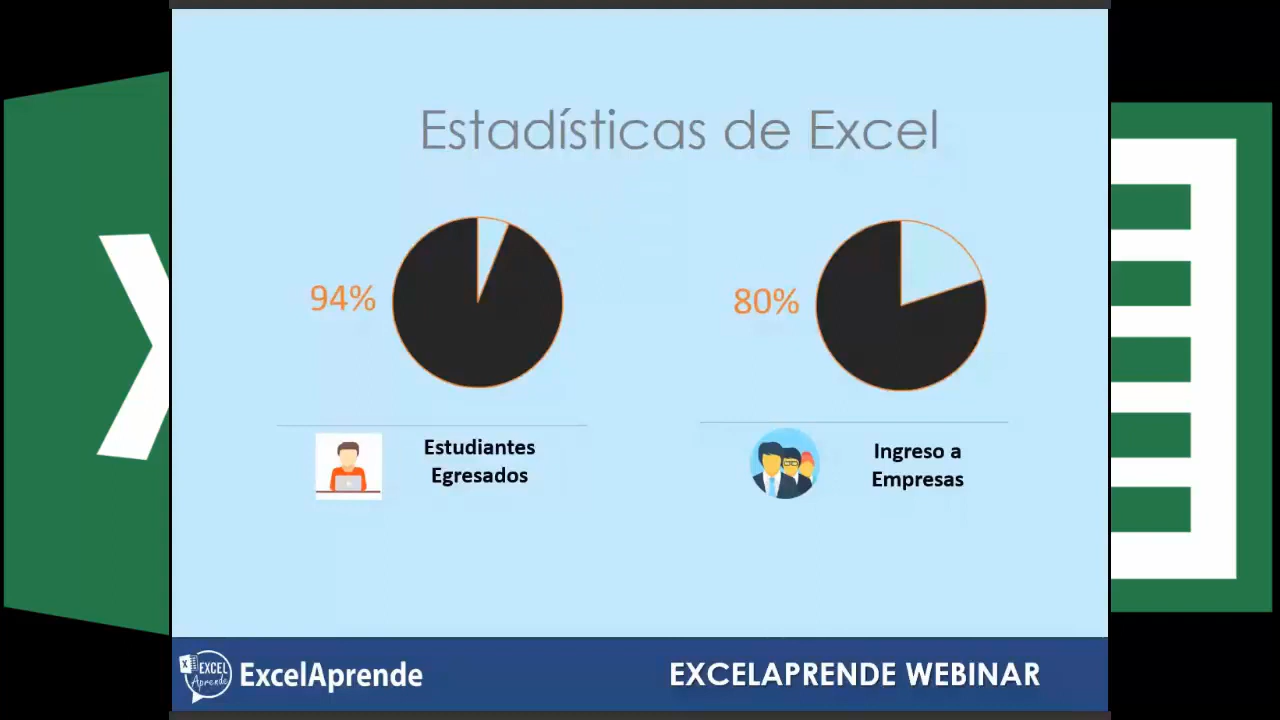 Estadísticas de Excel
94%
80%
Estudiantes
Egresados
Ingreso a
Empresas
X
EXCEL
Aprende
ExcelAprende
EXCELAPRENDE WEBINAR